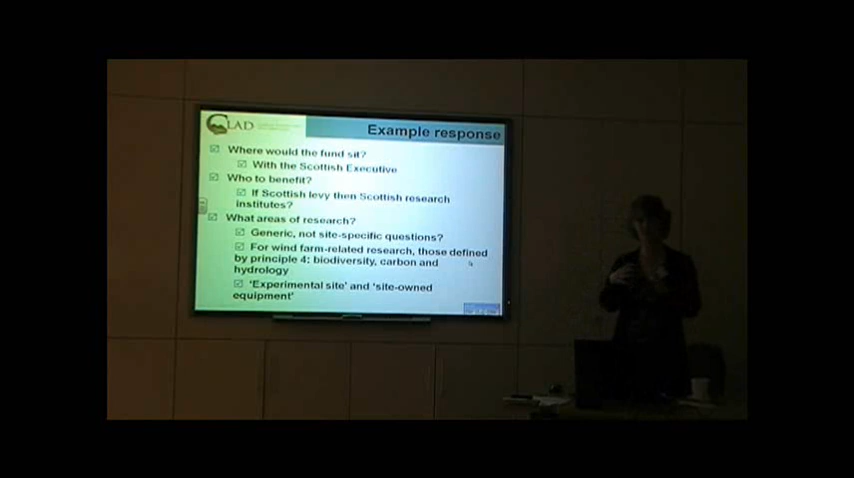 CLAD
Example response
Where would the fund sit?
With the Scottish Executive
Who to benefit?
If Scottish levy then Scottish research
institutes?
What areas of research?
Generic, not site-specific questions?
For wind farm-related research, those defined
by principle 4: biodiversity, carbon and
hydrology
'Experimental site' and 'site-owned
equipment'